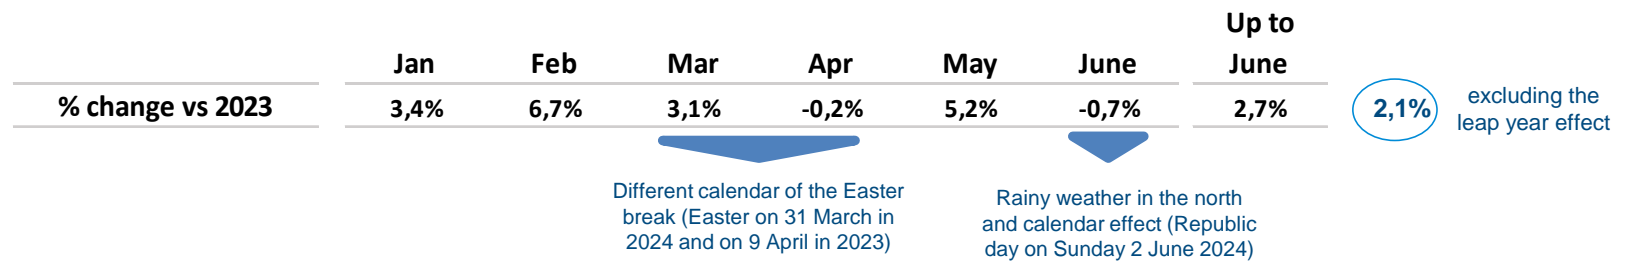 Up to
Jan Feb Mar Apr May June June
% change vs 2023 3,4% 6,7% 3,1% -0,2% 5,2% -0,7% 2,7% 2,1%
excluding the
leap year effect
Different calendar of the Easter
break (Easter on 31 March in
2024 and on 9 April in 2023)
Rainy weather in the north
and calendar effect (Republic
day on Sunday 2 June 2024)